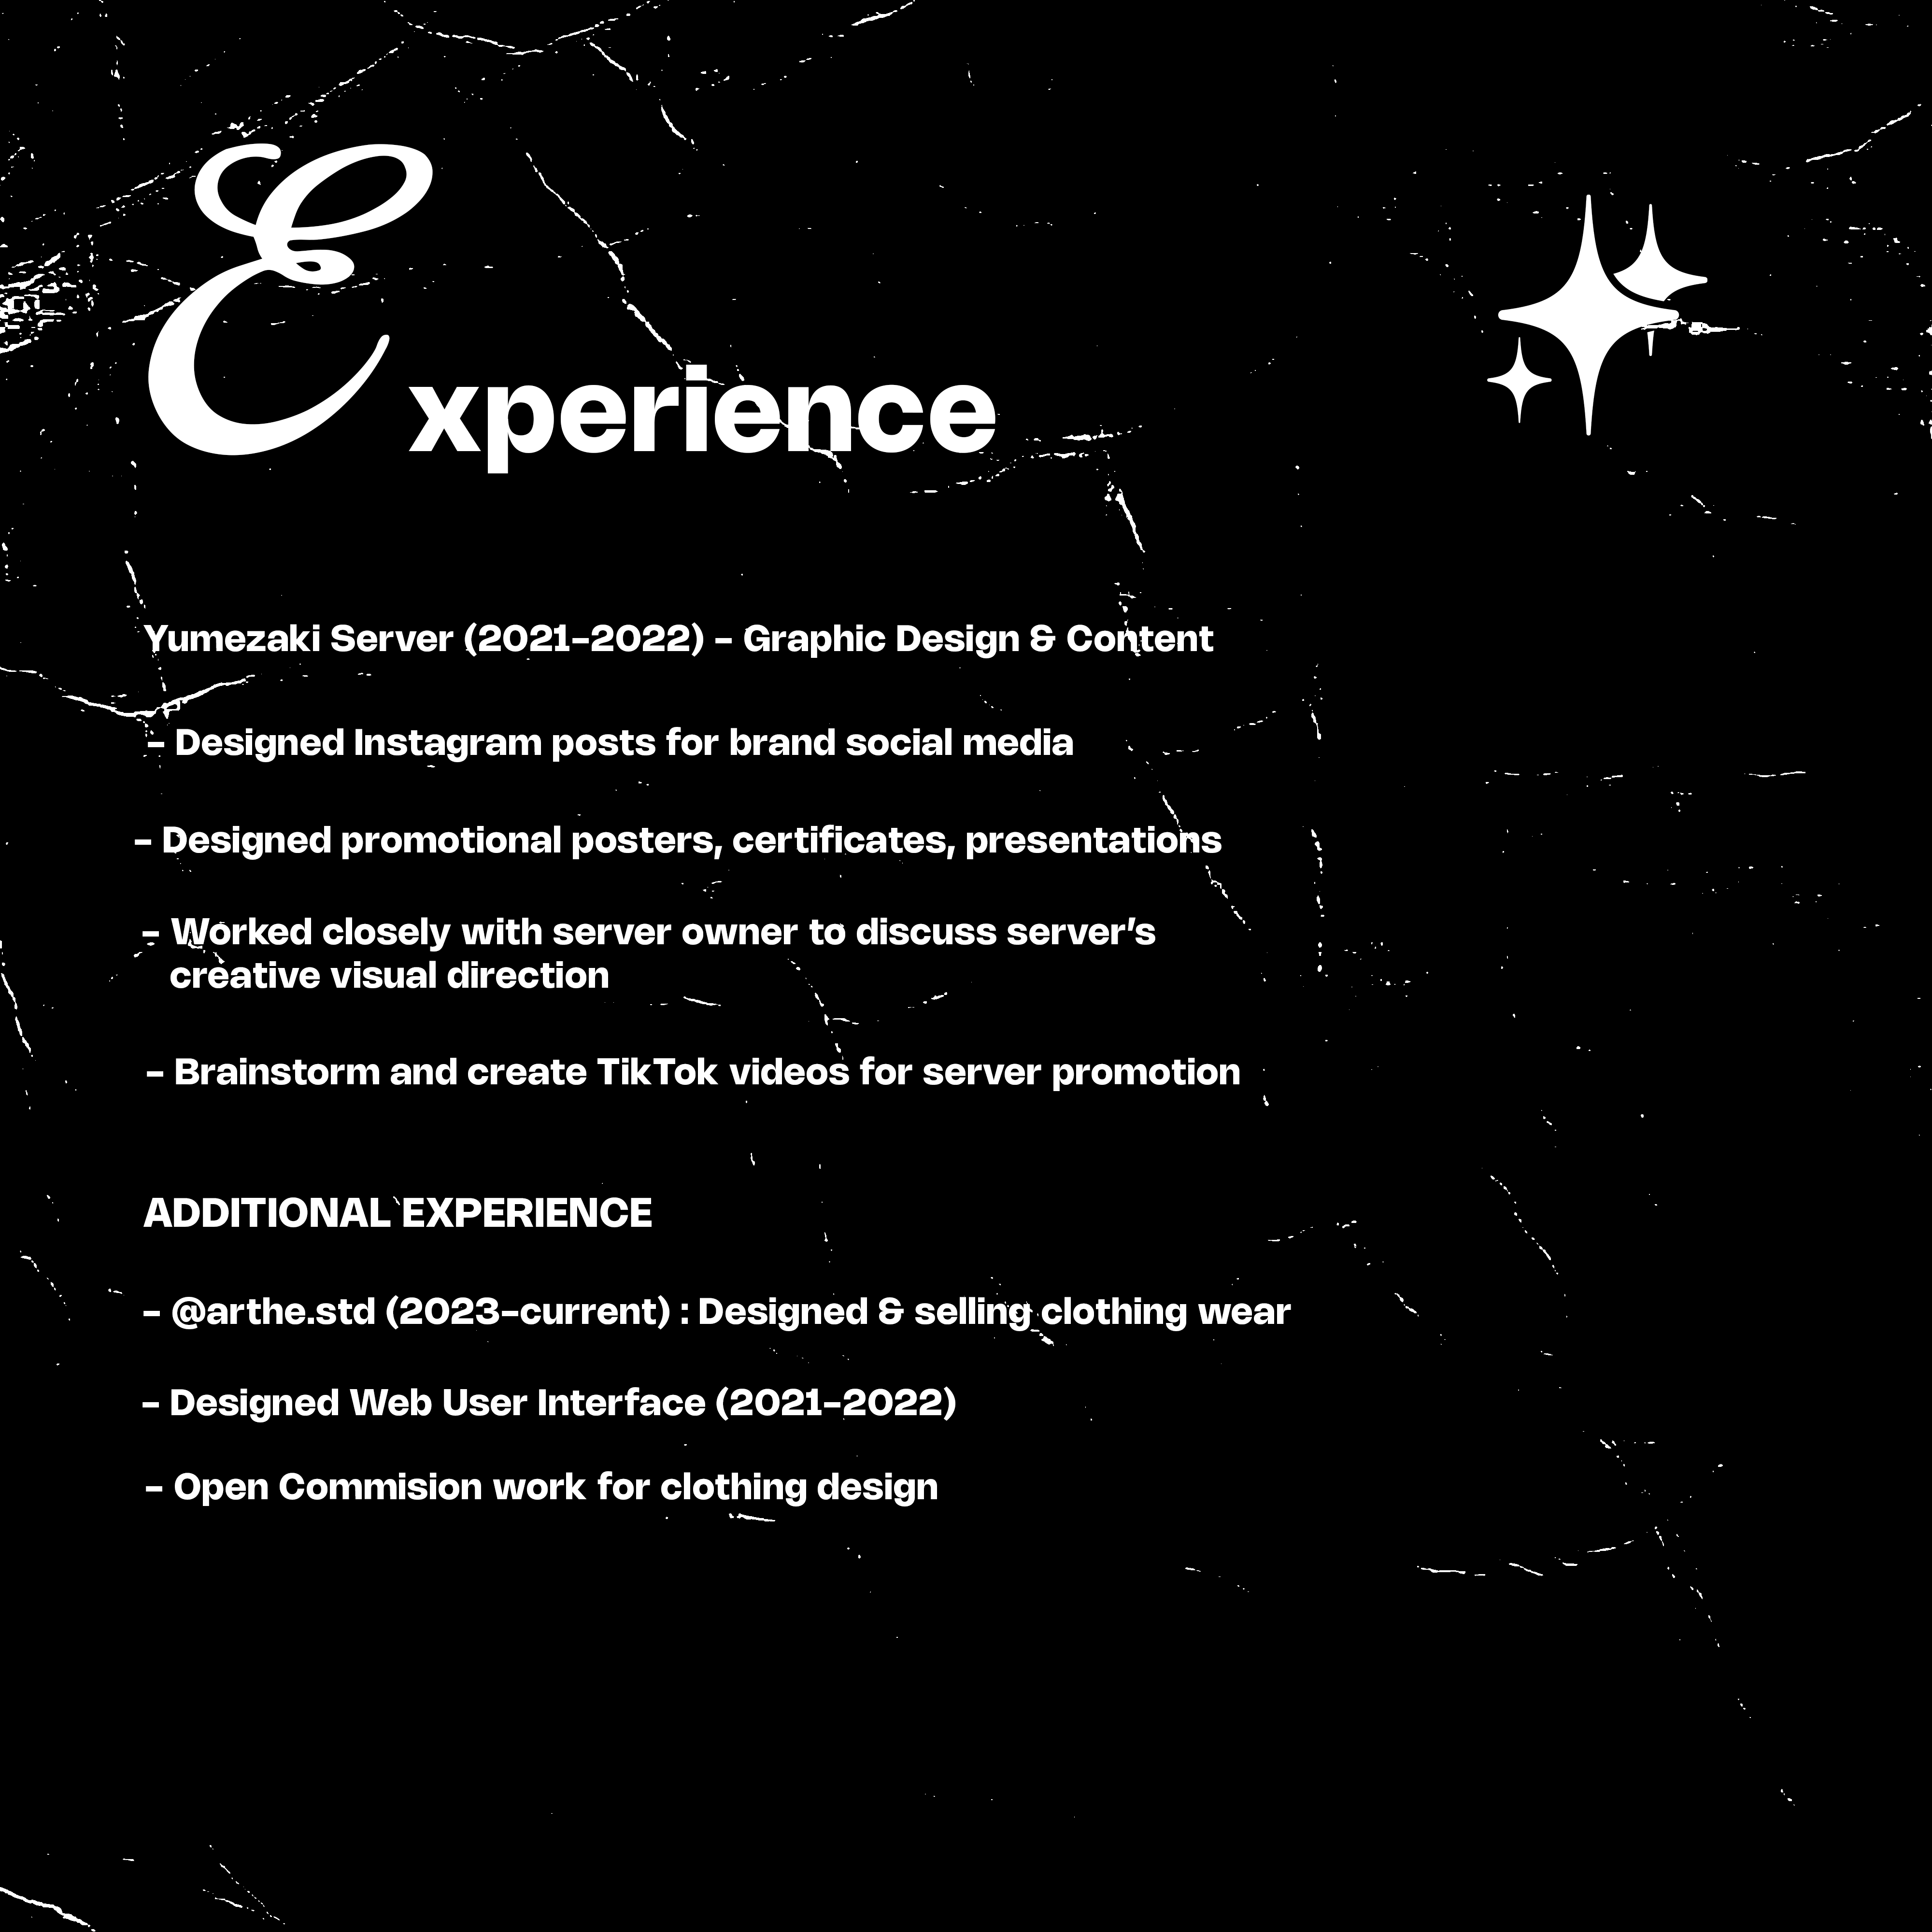 Experience
Yumezaki Server (2021-2022) - Graphic Design & Content
- Designed Instagram posts for brand social media
- Designed promotional posters, certificates, presentations
- Worked closely with server owner to discuss server's
creative visual direction
- Brainstorm and create TikTok videos for server promotion
ADDITIONAL EXPERIENCE
- @arthe.std (2023-current) : Designed & selling clothing wear
- Designed Web User Interface (2021-2022)
- Open Commision work for clothing design